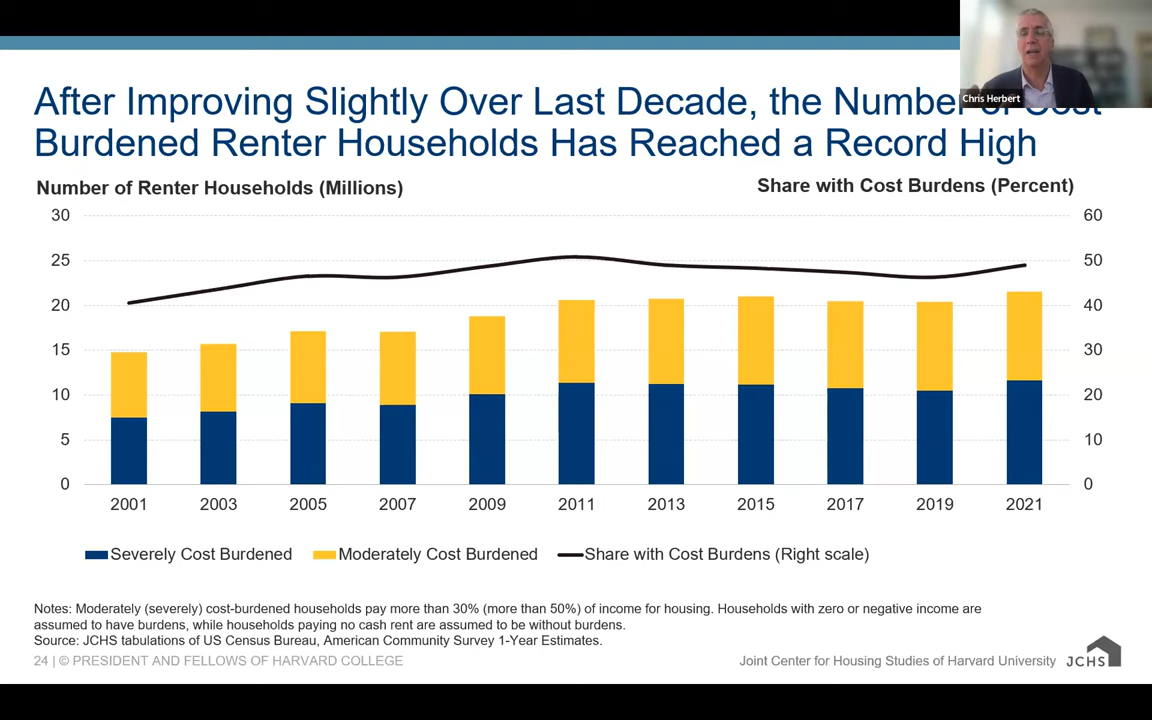 After Improving Slightly Over Last Decade, the Number of Cost
Burdened Renter Households Has Reached a Record High
Chris Herbert
Number of Renter Households (Millions)
Share with Cost Burdens (Percent)
30
25
20
15
10
5
0
60
50
40
30
20
10
0
2001 2003 2005 2007 2009 2011 2013 2015 2017 2019 2021
Severely Cost Burdened Moderately Cost Burdened Share with Cost Burdens (Right scale)
Notes: Moderately (severely) cost-burdened households pay more than 30% (more than 50%) of income for housing. Households with zero or negative income are
assumed to have burdens, while households paying no cash rent are assumed to be without burdens.
Source: JCHS tabulations of US Census Bureau, American Community Survey 1-Year Estimates.
24 | © PRESIDENT AND FELLOWS OF HARVARD COLLEGE
Joint Center for Housing Studies of Harvard University JCHS